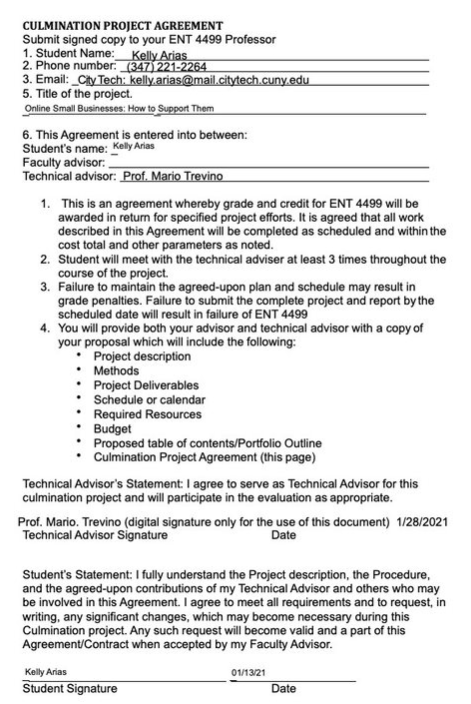 CULMINATION PROJECT AGREEMENT
Submit signed copy to your ENT 4499 Professor
1. Student Name: Kelly Arias
2. Phone number: (347) 221-2264
3. Email: City Tech: kelly.arias@mail.citytech.cuny.edu
5. Title of the project.
Online Small Businesses: How to Support Them
6. This Agreement is entered into between:
Student's name: Kelly Arias
Faculty advisor:
Technical advisor: Prof. Mario Trevino
1. This is an agreement whereby grade and credit for ENT 4499 will be
awarded in return for specified project efforts. It is agreed that all work
described in this Agreement will be completed as scheduled and within the
cost total and other parameters as noted.
2. Student will meet with the technical adviser at least 3 times throughout the
course of the project.
3. Failure to maintain the agreed-upon plan and schedule may result in
grade penalties. Failure to submit the complete project and report by the
scheduled date will result in failure of ENT 4499
4. You will provide both your advisor and technical advisor with a copy of
your proposal which will include the following:
• Project description
• Methods
• Project Deliverables
• Schedule or calendar
• Required Resources
• Budget
• Proposed table of contents/Portfolio Outline
• Culmination Project Agreement (this page)
Technical Advisor's Statement: I agree to serve as Technical Advisor for this
culmination project and will participate in the evaluation as appropriate.
Prof. Mario. Trevino (digital signature only for the use of this document) 1/28/2021
Technical Advisor Signature Date
Student's Statement: I fully understand the Project description, the Procedure,
and the agreed-upon contributions of my Technical Advisor and others who may
be involved in this Agreement. I agree to meet all requirements and to request, in
writing, any significant changes, which may become necessary during this
Culmination project. Any such request will become valid and a part of this
Agreement/Contract when accepted by my Faculty Advisor.
Kelly Arias 01/13/21
Student Signature Date